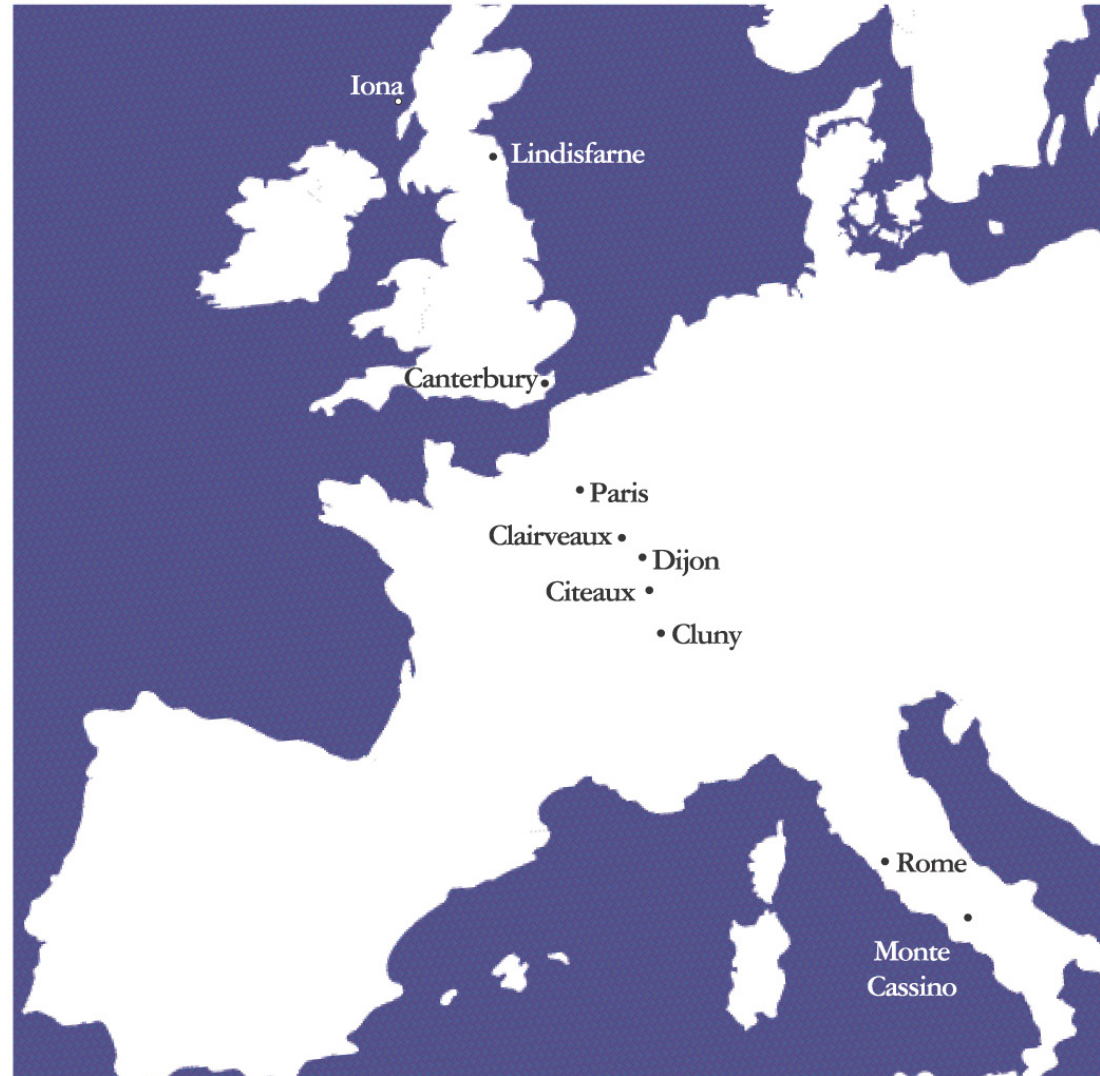 Iona
Lindisfarne
Canterbury
Paris
Clairveaux
Dijon
Citeaux
Cluny
Rome
Monte
Cassino